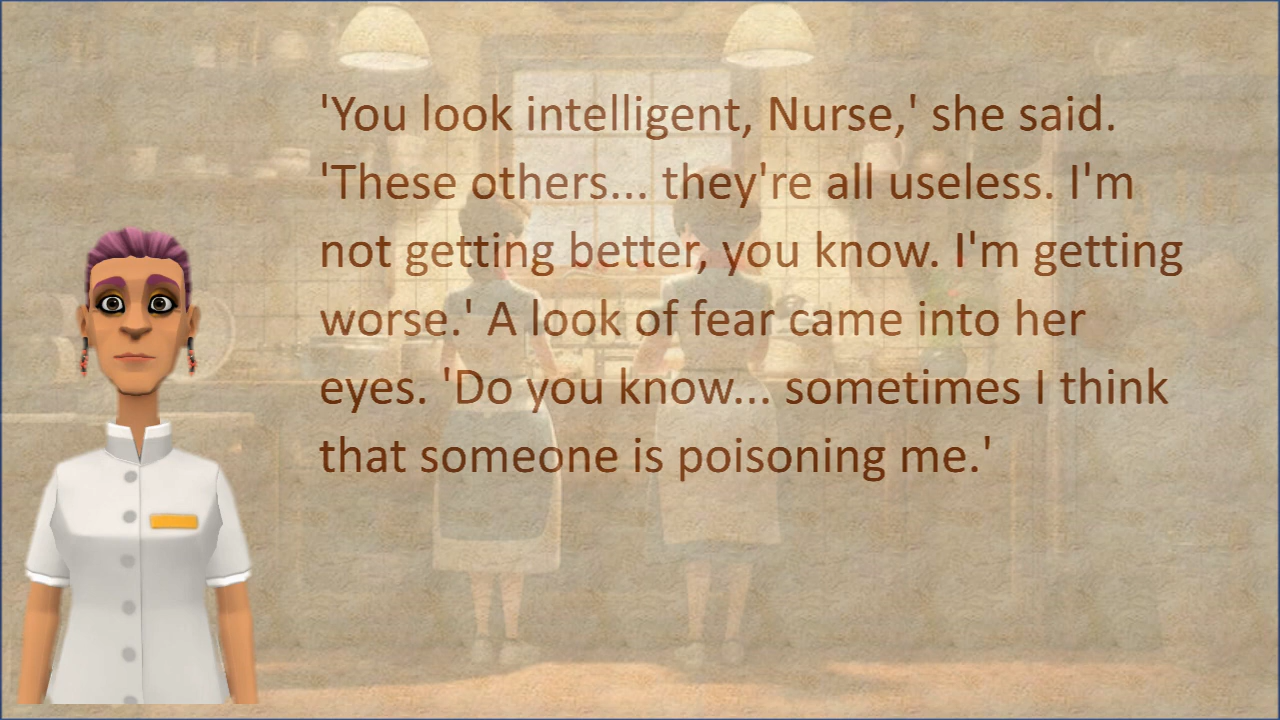 'You look intelligent, Nurse,' she said.
'These others... they're all useless. I'm
not getting better, you know. I'm getting
worse.' A look of fear came into her
eyes. 'Do you know... sometimes I think
that someone is poisoning me.'